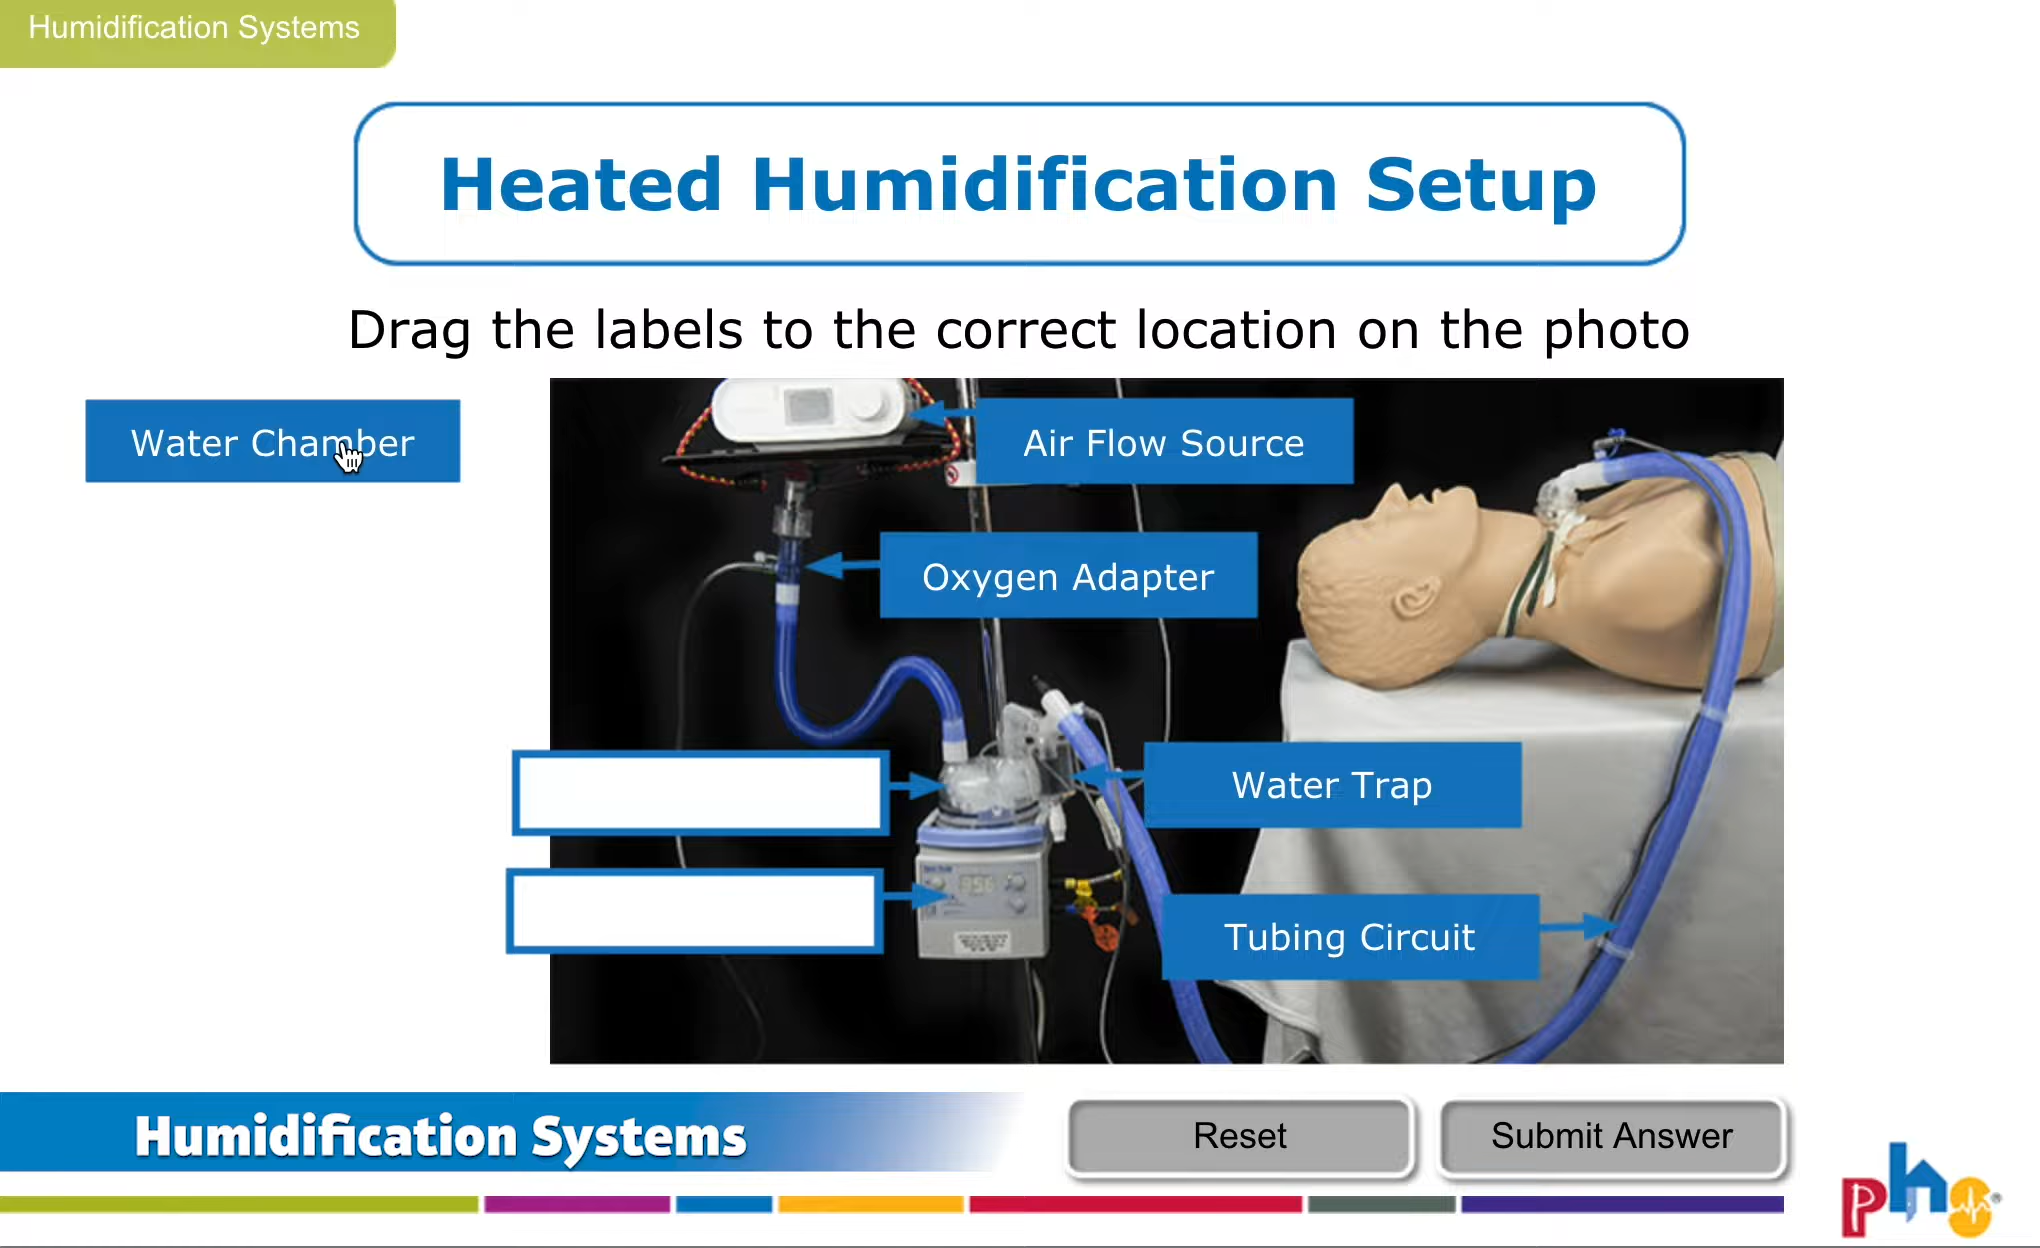 Humidification Systems
Heated Humidification Setup
Drag the labels to the correct location on the photo
Water Chamber
Air Flow Source
Oxygen Adapter
Water Trap
Tubing Circuit
Humidification Systems
Reset
Submit Answer
pho